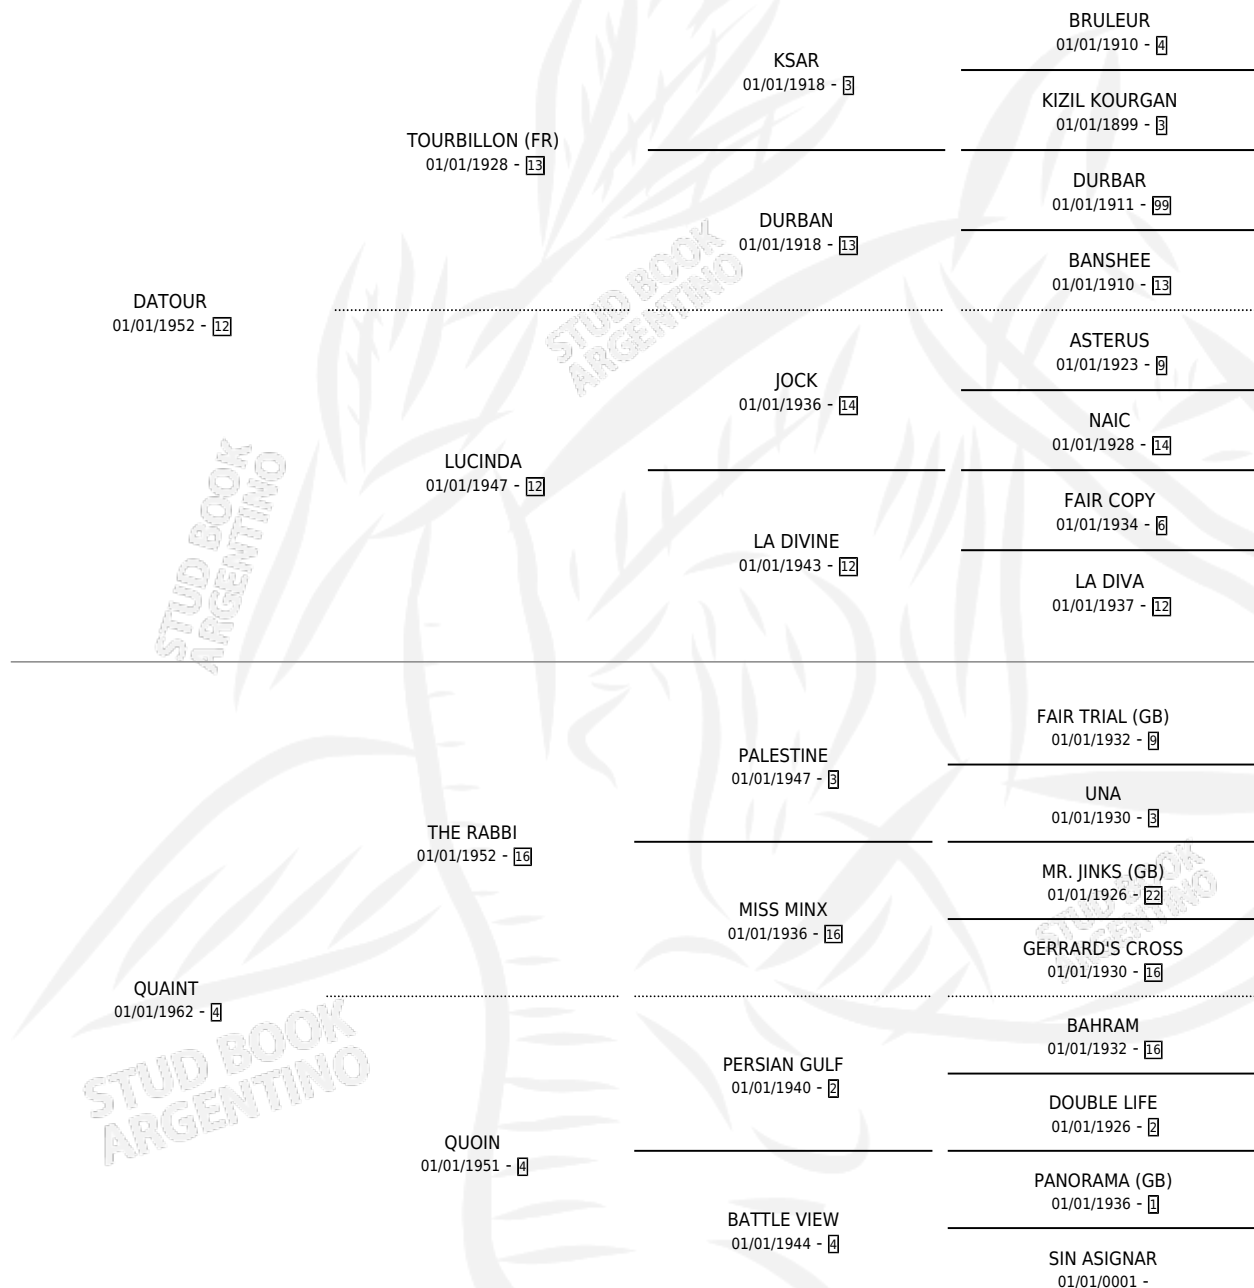 BRULEUR
01/01/1910 - 4
KSAR
01/01/1918 - 3
KIZIL KOURGAN
01/01/1899 - 3
TOURBILLON (FR)
01/01/1928 - 13
DURBAR
01/01/1911 - 99
DURBAN
01/01/1918 - 13
BANSHEE
01/01/1910 - 13
STUD BOOK
ARGENTINO
DATOUR
01/01/1952 - 12
ASTERUS
01/01/1923 - 9
JOCK
01/01/1936 - 14
NAIC
01/01/1928 - 14
LUCINDA
01/01/1947 - 12
STUD BOOK
ARGENTINO
FAIR COPY
01/01/1934 - 6
LA DIVINE
01/01/1943 - 12
LA DIVA
01/01/1937 - 12
FAIR TRIAL (GB)
01/01/1932 - 9
PALESTINE
01/01/1947 - 3
UNA
01/01/1930 - 3
THE RABBI
01/01/1952 - 16
MR. JINKS (GB)
01/01/1926 - 22
STUD BOOK
ARGENTINO
MISS MINX
01/01/1936 - 16
GERRARD'S CROSS
01/01/1930 - 16
QUAINT
01/01/1962 - 4
STUD BOOK
ARGENTINO
BAHRAM
01/01/1932 - 16
PERSIAN GULF
01/01/1940 - 2
DOUBLE LIFE
01/01/1926 - 2
QUOIN
01/01/1951 - 4
PANORAMA (GB)
01/01/1936 - 1
BATTLE VIEW
01/01/1944 - 4
SIN ASIGNAR
01/01/0001 -